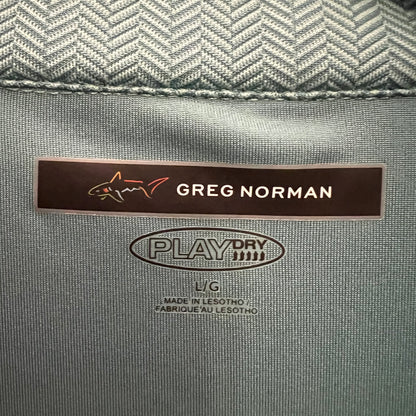 GREG NORMAN
PLAYDRY
L/G
MADE IN LESOTHO /
FABRIQUE AU LESOTHO